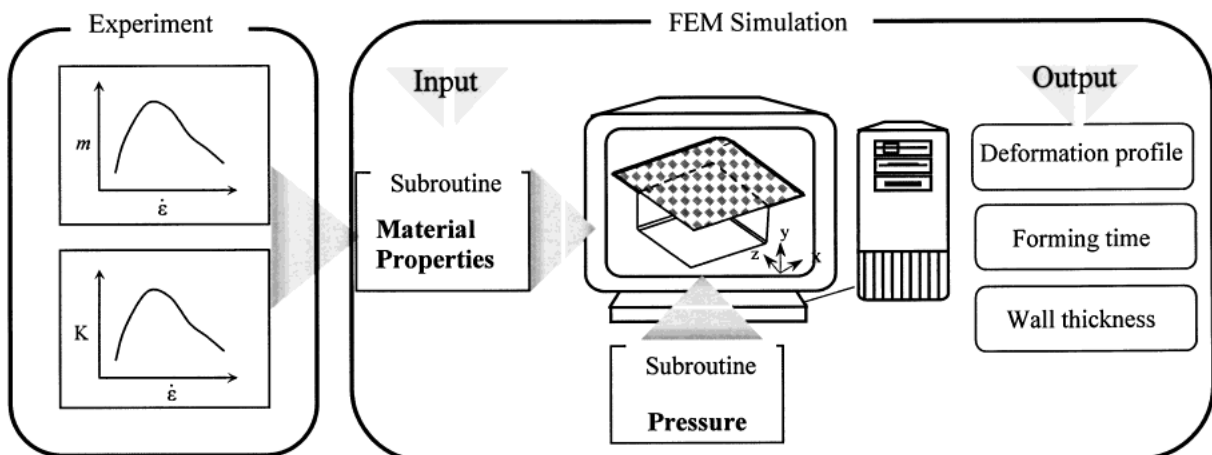 Experiment
m
ε̇
K
ε̇
FEM Simulation
Input
Subroutine
Material
Properties
y
z
x
Subroutine
Pressure
Output
Deformation profile
Forming time
Wall thickness